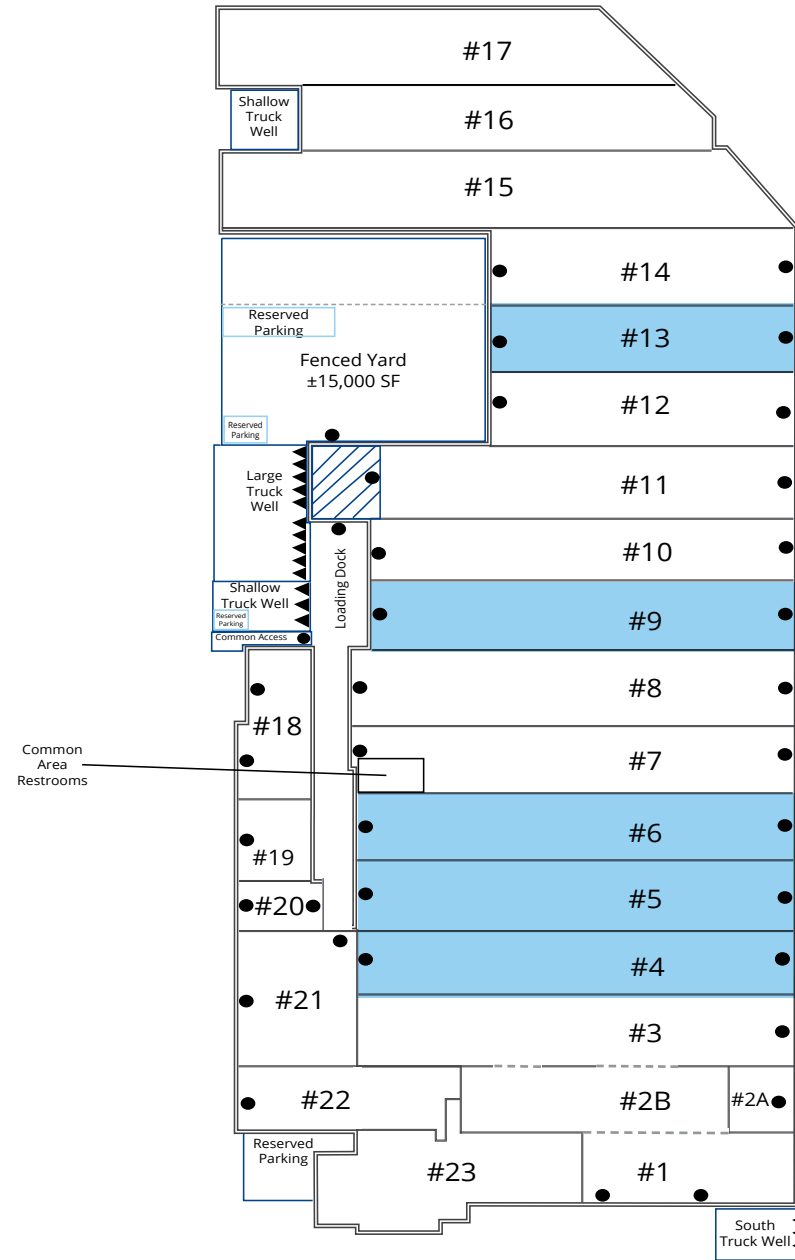 #17
Shallow
Truck
Well
#16
#15
#14
Reserved
Parking
#13
Fenced Yard
±15,000 SF
#12
Reserved
Parking
Large
Truck
Well
#11
Loading Dock
#10
Shallow
Truck Well
Reserved
Parking
Common Access
#9
#8
#18
Common
Area
Restrooms
#7
#6
#19
#5
#20
#4
#21
#3
#22
#2B
#2A
Reserved
Parking
#23
#1
South
Truck Well